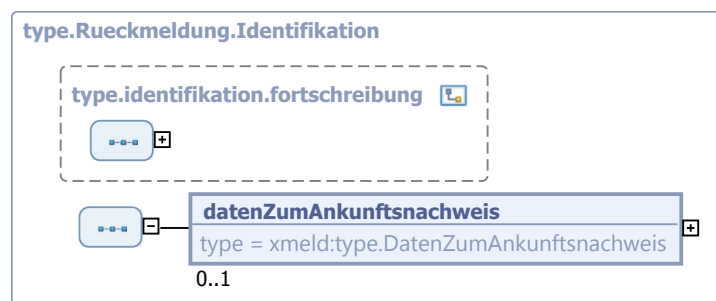 type.Rueckmeldung.Identifikation
type.identifikation.fortschreibung
datenZumAnkunftsnachweis
type = xmeld:type.DatenZumAnkunftsnachweis
0..1